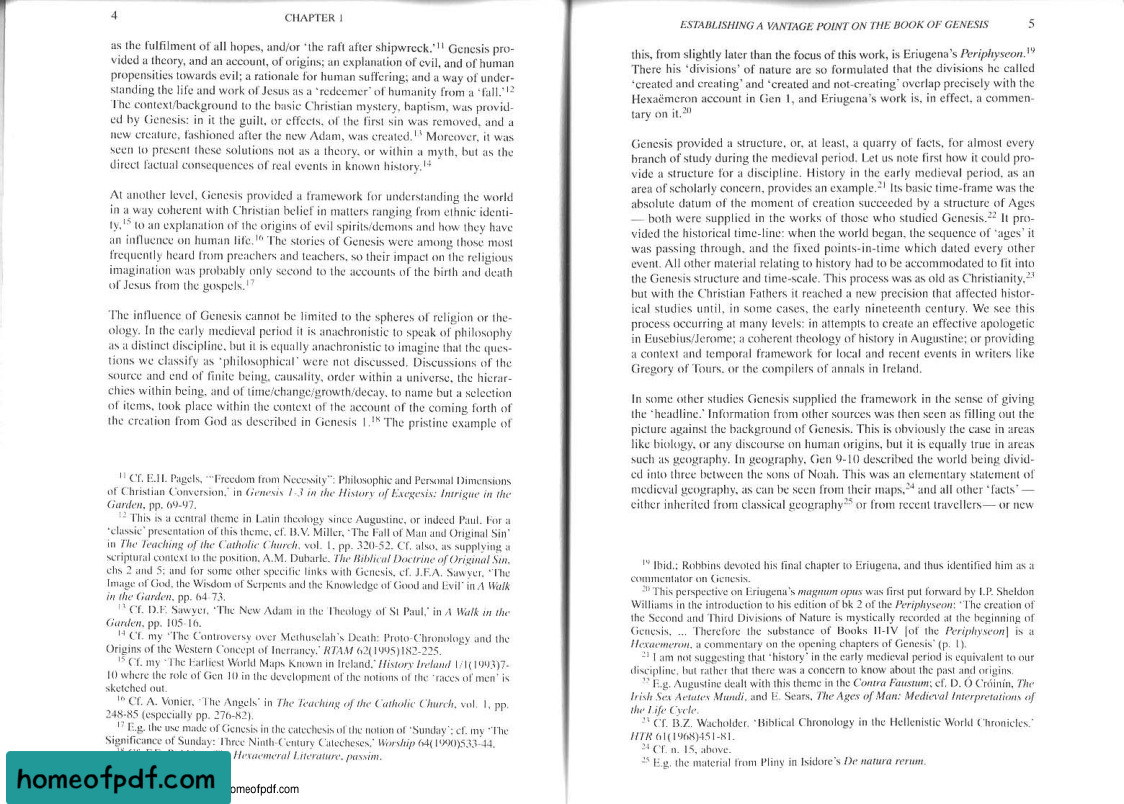 4
CHAPTER 1
as the fulfilment of all hopes, and/or ‘the raft after shipwreck.’11 Genesis pro-
vided a theory, and an account, of origins; an explanation of evil, and of human
propensities towards evil; a rationale for human suffering; and a way of under-
standing the life and work of Jesus as a ‘redeemer’ of humanity from a ‘fall.’12
The context/background to the basic Christian mystery, baptism, was provid-
ed by Genesis: in it the guilt, or effects, of the first sin was removed, and a
new creature, fashioned after the new Adam, was created.13 Moreover, it was
seen to present these solutions not as a theory, or within a myth, but as the
direct factual consequences of real events in known history.14
At another level, Genesis provided a framework for understanding the world
in a way coherent with Christian belief in matters ranging from ethnic identi-
ty,15 to an explanation of the origins of evil spirits/demons and how they have
an influence on human life.16 The stories of Genesis were among those most
frequently heard from preachers and teachers, so their impact on the religious
imagination was probably only second to the accounts of the birth and death
of Jesus from the gospels.17
The influence of Genesis cannot be limited to the spheres of religion or the-
ology. In the early medieval period it is anachronistic to speak of philosophy
as a distinct discipline, but it is equally anachronistic to imagine that the ques-
tions we classify as ‘philosophical’ were not discussed. Discussions of the
source and end of finite being, causality, order within a universe, the hierar-
chies within being, and of time/change/growth/decay, to name but a selection
of items, took place within the context of the account of the coming forth of
the creation from God as described in Genesis 1.18 The pristine example of
11 Cf. E.H. Pagels, ‘“Freedom from Necessity”: Philosophic and Personal Dimensions
of Christian Conversion,’ in Genesis 1-3 in the History of Exegesis: Intrigue in the
Garden, pp. 69-97.
12 This is a central theme in Latin theology since Augustine, or indeed Paul. For a
‘classic’ presentation of this theme, cf. B.V. Miller, ‘The Fall of Man and Original Sin’
in The Teaching of the Catholic Church, vol. 1, pp. 320-52. Cf. also, as supplying a
scriptural context to the position, A.M. Dubarle, The Biblical Doctrine of Original Sin,
chs 2 and 5; and for some other specific links with Genesis, cf. J.F.A. Sawyer, ‘The
Image of God, the Wisdom of Serpents and the Knowledge of Good and Evil’ in A Walk
in the Garden, pp. 64-73.
13 Cf. D.F. Sawyer, ‘The New Adam in the Theology of St Paul,’ in A Walk in the
Garden, pp. 105-16.
14 Cf. my ‘The Controversy over Methuselah’s Death: Proto-Chronology and the
Origins of the Western Concept of Inerrancy,’ RTAM 62(1995)182-225.
15 Cf. my ‘The Earliest World Maps Known in Ireland,’ History Ireland 1/1(1993)7-
10 where the role of Gen 10 in the development of the notions of the ‘races of men’ is
sketched out.
16 Cf. A. Vonier, ‘The Angels’ in The Teaching of the Catholic Church, vol. 1, pp.
248-85 (especially pp. 276-82).
17 E.g. the use made of Genesis in the catechesis of the notion of ‘Sunday’; cf. my ‘The
Significance of Sunday: Three Ninth-Century Catecheses,’ Worship 64(1990)533-44.
Hexaemeral Literature, passim.
homeofpdf.com
omeofpdf.com
ESTABLISHING A VANTAGE POINT ON THE BOOK OF GENESIS
5
this, from slightly later than the focus of this work, is Eriugena’s Periphyseon.19
There his ‘divisions’ of nature are so formulated that the divisions he called
‘created and creating’ and ‘created and not-creating’ overlap precisely with the
Hexaëmeron account in Gen 1, and Eriugena’s work is, in effect, a commen-
tary on it.20
Genesis provided a structure, or, at least, a quarry of facts, for almost every
branch of study during the medieval period. Let us note first how it could pro-
vide a structure for a discipline. History in the early medieval period, as an
area of scholarly concern, provides an example.21 Its basic time-frame was the
absolute datum of the moment of creation succeeded by a structure of Ages
— both were supplied in the works of those who studied Genesis.22 It pro-
vided the historical time-line: when the world began, the sequence of ‘ages’ it
was passing through, and the fixed points-in-time which dated every other
event. All other material relating to history had to be accommodated to fit into
the Genesis structure and time-scale. This process was as old as Christianity,23
but with the Christian Fathers it reached a new precision that affected histor-
ical studies until, in some cases, the early nineteenth century. We see this
process occurring at many levels: in attempts to create an effective apologetic
in Eusebius/Jerome; a coherent theology of history in Augustine; or providing
a context and temporal framework for local and recent events in writers like
Gregory of Tours, or the compilers of annals in Ireland.
In some other studies Genesis supplied the framework in the sense of giving
the ‘headline.’ Information from other sources was then seen as filling out the
picture against the background of Genesis. This is obviously the case in areas
like biology, or any discourse on human origins, but it is equally true in areas
such as geography. In geography, Gen 9-10 described the world being divid-
ed into three between the sons of Noah. This was an elementary statement of
medieval geography, as can be seen from their maps,24 and all other ‘facts’ —
either inherited from classical geography25 or from recent travellers— or new
19 Ibid.; Robbins devoted his final chapter to Eriugena, and thus identified him as a
commentator on Genesis.
20 This perspective on Eriugena’s magnum opus was first put forward by I.P. Sheldon
Williams in the introduction to his edition of bk 2 of the Periphyseon: ‘The creation of
the Second and Third Divisions of Nature is mystically recorded at the beginning of
Genesis, ... Therefore the substance of Books II-IV [of the Periphyseon] is a
Hexaemeron, a commentary on the opening chapters of Genesis’ (p. 1).
21 I am not suggesting that ‘history’ in the early medieval period is equivalent to our
discipline, but rather that there was a concern to know about the past and origins.
22 E.g. Augustine dealt with this theme in the Contra Faustum; cf. D. Ó Cróinín, The
Irish Sex Aetates Mundi, and E. Sears, The Ages of Man: Medieval Interpretations of
the Life Cycle.
23 Cf. B.Z. Wacholder, ‘Biblical Chronology in the Hellenistic World Chronicles,’
HTR 61(1968)451-81.
24 Cf. n. 15, above.
25 E.g. the material from Pliny in Isidore’s De natura rerum.